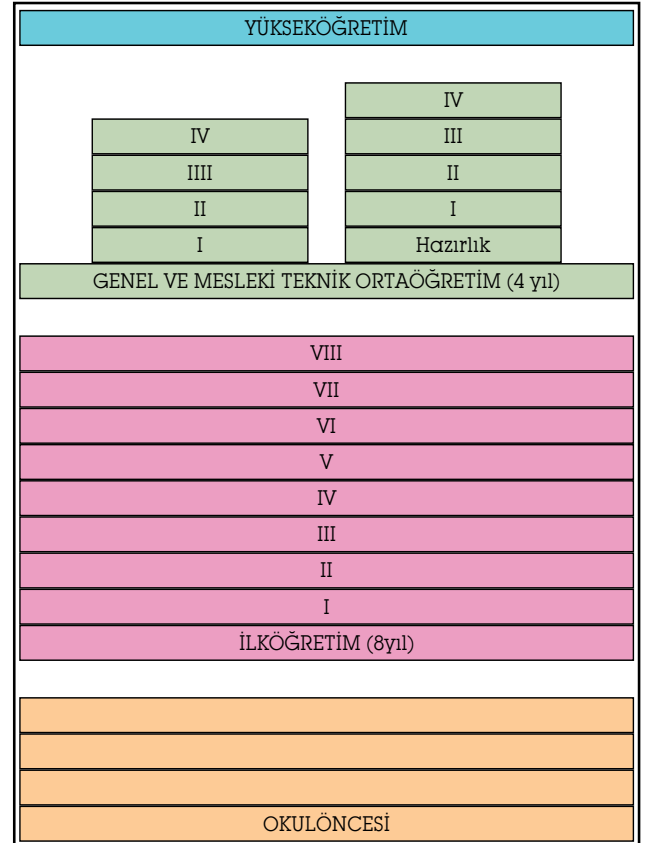 YÜKSEKÖĞRETİM
IV
IIII
II
I
IV
III
II
I
Hazırlık
GENEL VE MESLEKİ TEKNİK ORTAÖĞRETİM (4 yıl)
VIII
VII
VI
V
IV
III
II
I
İLKÖĞRETİM (8yıl)
OKULÖNCESİ